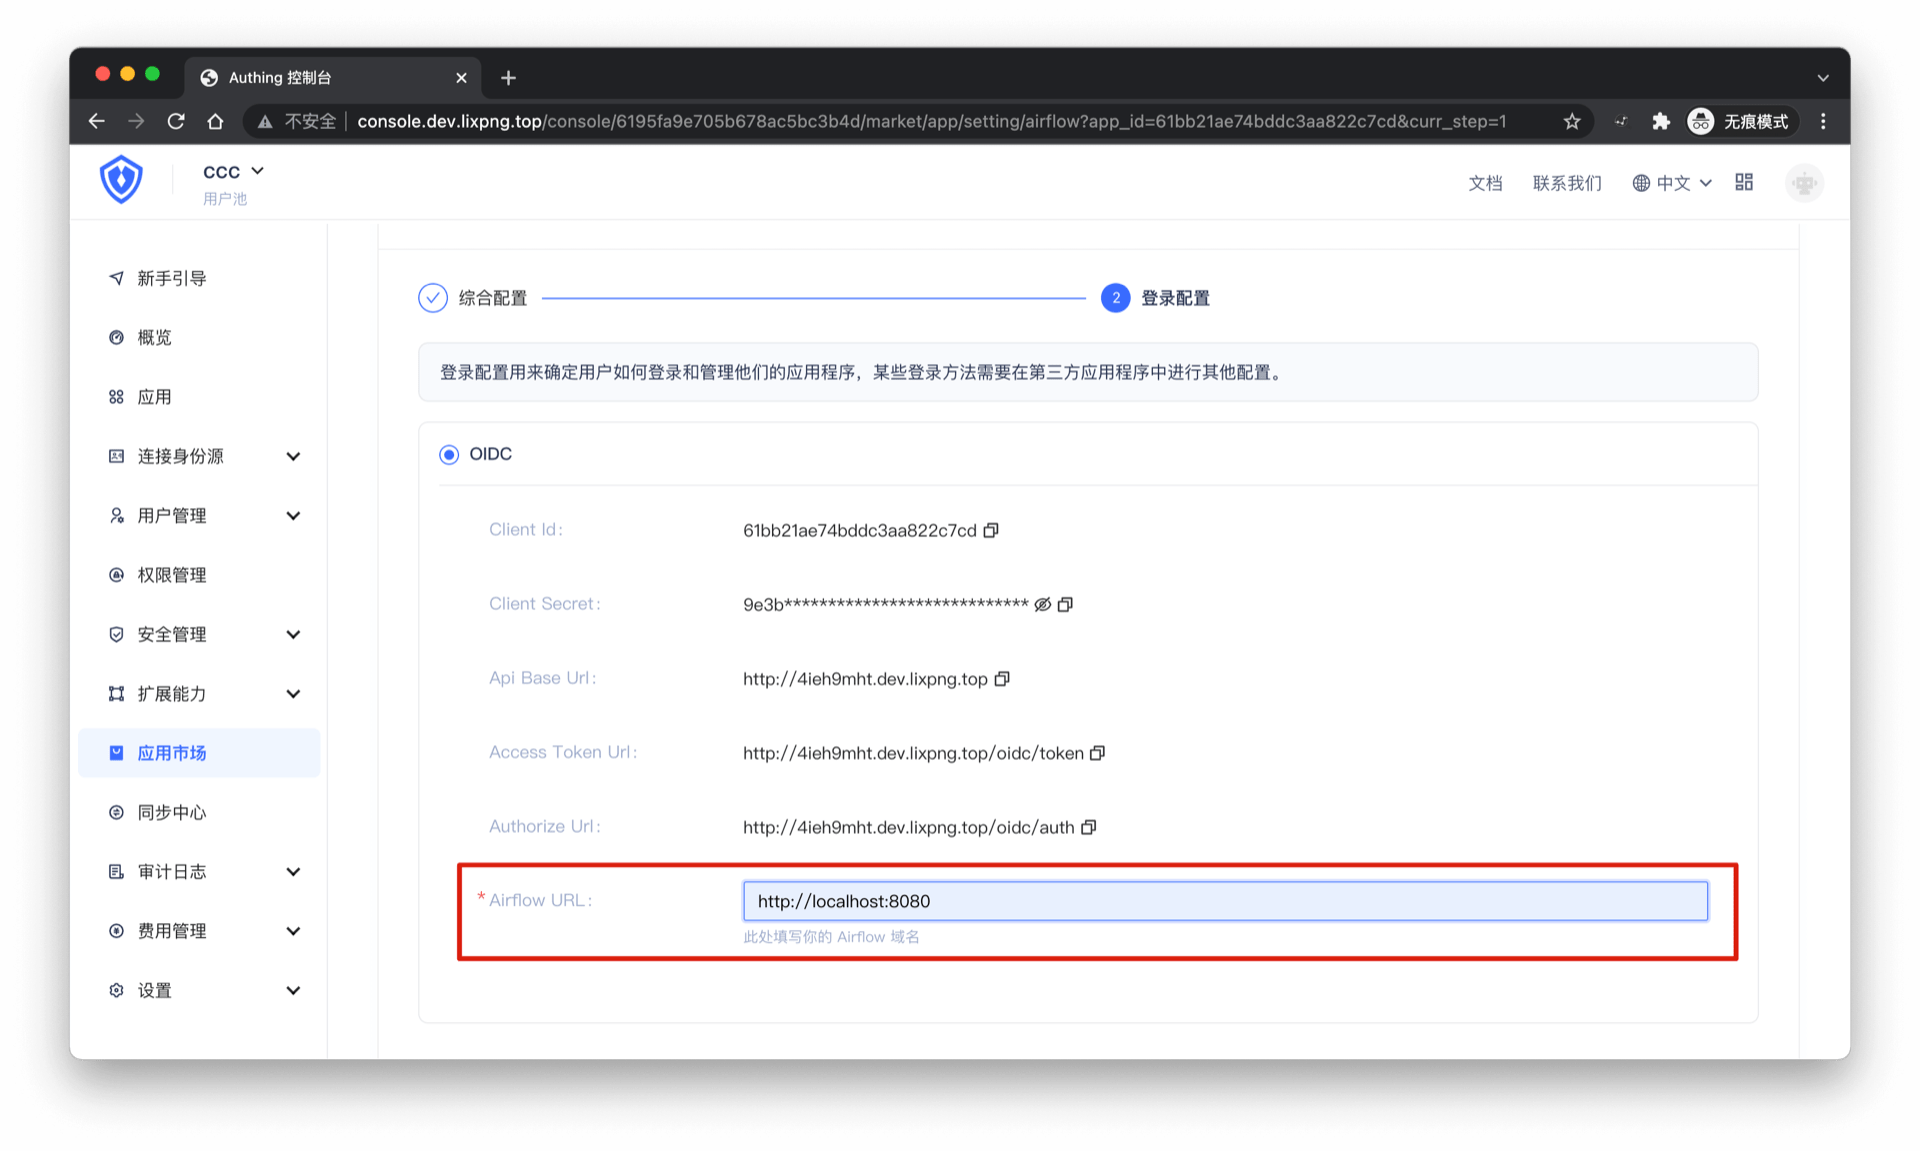 Authing 控制台
不安全 console.dev.lixpng.top/console/6195fa9e705b678ac5bc3b4d/market/app/setting/airflow?app_id=61bb21ae74bddc3aa822c7cd&curr_step=1 无痕模式
CCC
用户池
文档 联系我们 中文
新手引导
概览
应用
连接身份源
用户管理
权限管理
安全管理
扩展能力
应用市场
同步中心
审计日志
费用管理
设置
综合配置 2 登录配置
登录配置用来确定用户如何登录和管理他们的应用程序，某些登录方法需要在第三方应用程序中进行其他配置。
OIDC
Client Id: 61bb21ae74bddc3aa822c7cd
Client Secret: 9e3b****************************
Api Base Url: http://4ieh9mht.dev.lixpng.top
Access Token Url: http://4ieh9mht.dev.lixpng.top/oidc/token
Authorize Url: http://4ieh9mht.dev.lixpng.top/oidc/auth
* Airflow URL: http://localhost:8080
此处填写你的 Airflow 域名